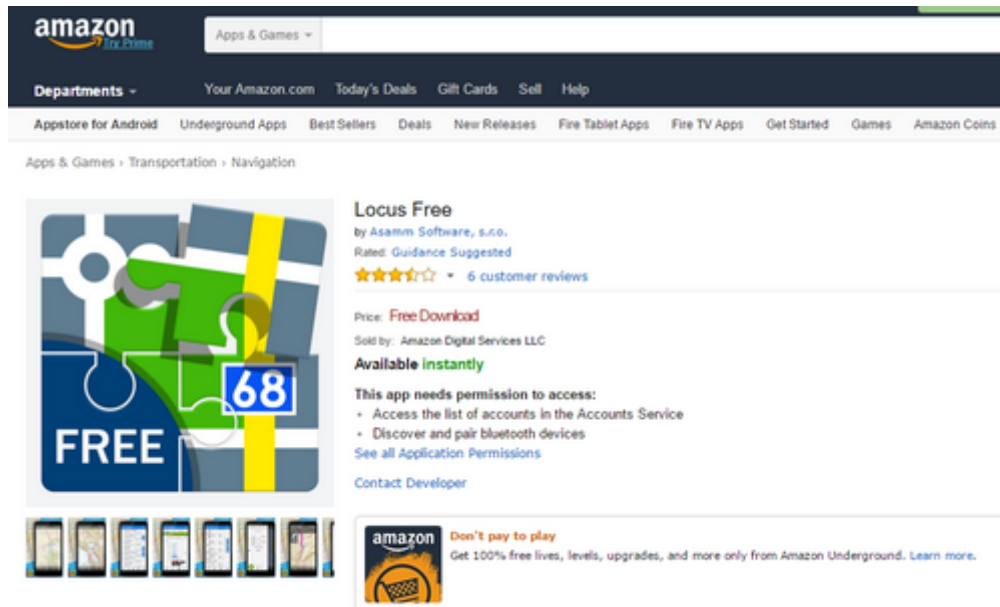 amazon
Try Prime
Apps & Games
Departments
Your Amazon.com Today's Deals Gift Cards Sell Help
Appstore for Android Underground Apps Best Sellers Deals New Releases Fire Tablet Apps Fire TV Apps Get Started Games Amazon Coins
Apps & Games › Transportation › Navigation
Locus Free
by Asamm Software, s.r.o.
Rated: Guidance Suggested
6 customer reviews
Price: Free Download
Sold by: Amazon Digital Services LLC
Available instantly
This app needs permission to access:
• Access the list of accounts in the Accounts Service
• Discover and pair bluetooth devices
See all Application Permissions
Contact Developer
68
FREE
amazon
Don't pay to play
Get 100% free lives, levels, upgrades, and more only from Amazon Underground. Learn more.